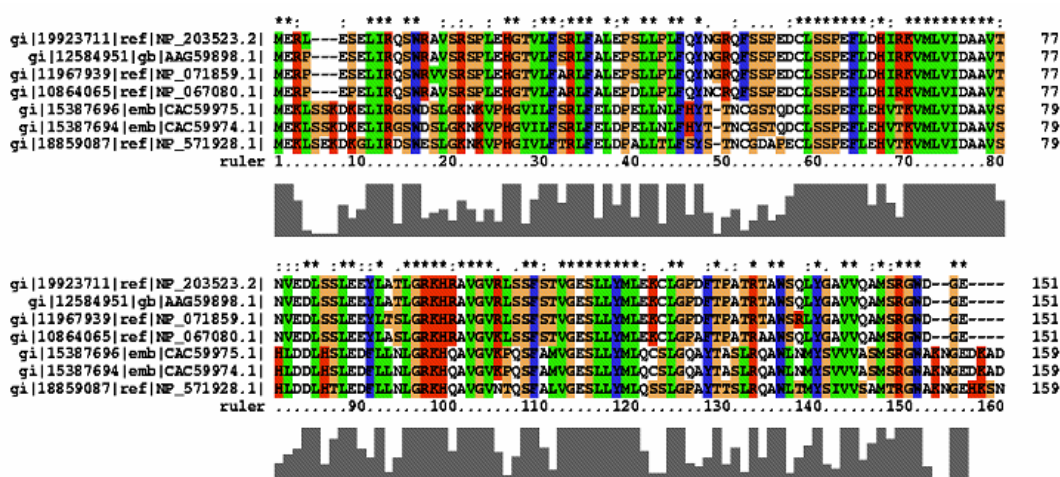 gi|19923711|ref|NP_203523.2| MERL---ESELIRQSWRAVSRSPLEHGTVLFSRLFALEPSLLPLFQYNGRQFSSPEDCLSSPEFLDHIRKVMLVIDAAVT 77
gi|12584951|gb|AAG59898.1| MERP---ESELIRQSWRAVSRSPLEHGTVLFSRLFALEPSLLPLFQYNGRQFSSPEDCLSSPEFLDHIRKVMLVIDAAVT 77
gi|11967939|ref|NP_071859.1| MERP---ESELIRQSWRVVSRSPLEHGTVLFARLFALEPSLLPLFQYNGRQFSSPEDCLSSPEFLDHIRKVMLVIDAAVT 77
gi|10864065|ref|NP_067080.1| MERP---EPELIRQSWRAVSRSPLEHGTVLFARLFALEPDLLPLFQYNCRQFSSPEDCLSSPEFLDHIRKVMLVIDAAVT 77
gi|15387696|emb|CAC59975.1| MEKLSSKDKELIRGSWDSLGKNKVPHGVILFSRLFELDPELLNLFHYT-TNCGSTQDCLSSPEFLEHVTKVMLVIDAAVS 79
gi|15387694|emb|CAC59974.1| MEKLSSKDKELIRGSWDSLGKNKVPHGVILFSRLFELDPELLNLFHYT-TNCGSTQDCLSSPEFLEHVTKVMLVIDAAVS 79
gi|18859087|ref|NP_571928.1| MEKLSEKDKGLIRDSWESLGKNKVPHGIVLFTRLFELDPALLTLFSYS-TNCGDAPECLSSPEFLEHVTKVMLVIDAAVS 79
ruler 1.......10........20........30........40........50........60........70........80
gi|19923711|ref|NP_203523.2| NVEDLSSLEEYLATLGRKHRAVGVRLSSFSTVGESLLYMLEKCLGPDFTPATRTAWSQLYGAVVQAMSRGWD--GE---- 151
gi|12584951|gb|AAG59898.1| NVEDLSSLEEYLATLGRKHRAVGVRLSSFSTVGESLLYMLEKCLGPDFTPATRTAWSQLYGAVVQAMSRGWD--GE---- 151
gi|11967939|ref|NP_071859.1| NVEDLSSLEEYLTSLGRKHRAVGVRLSSFSTVGESLLYMLEKCLGPDFTPATRTAWSRLYGAVVQAMSRGWD--GE---- 151
gi|10864065|ref|NP_067080.1| NVEDLSSLEEYLASLGRKHRAVGVKLSSFSTVGESLLYMLEKCLGPAFTPATRAAWSQLYGAVVQAMSRGWD--GE---- 151
gi|15387696|emb|CAC59975.1| HLDDLHSLEDFLLNLGRKHQAVGVKPQSFAMVGESLLYMLQCSLGQAYTASLRQAWLNMYSVVVASMSRGWAKNGEDKAD 159
gi|15387694|emb|CAC59974.1| HLDDLHSLEDFLLNLGRKHQAVGVKPQSFAMVGESLLYMLQCSLGQAYTASLRQAWLNMYSVVVASMSRGWAKNGEDKAD 159
gi|18859087|ref|NP_571928.1| HLDDLHTLEDFLLNLGRKHQAVGVNTQSFALVGESLLYMLQSSLGPAYTTSLRQAWLTMYSIVVSAMTRGWAKNGEHKSN 159
ruler ........90.......100.......110.......120.......130.......140.......150.......160